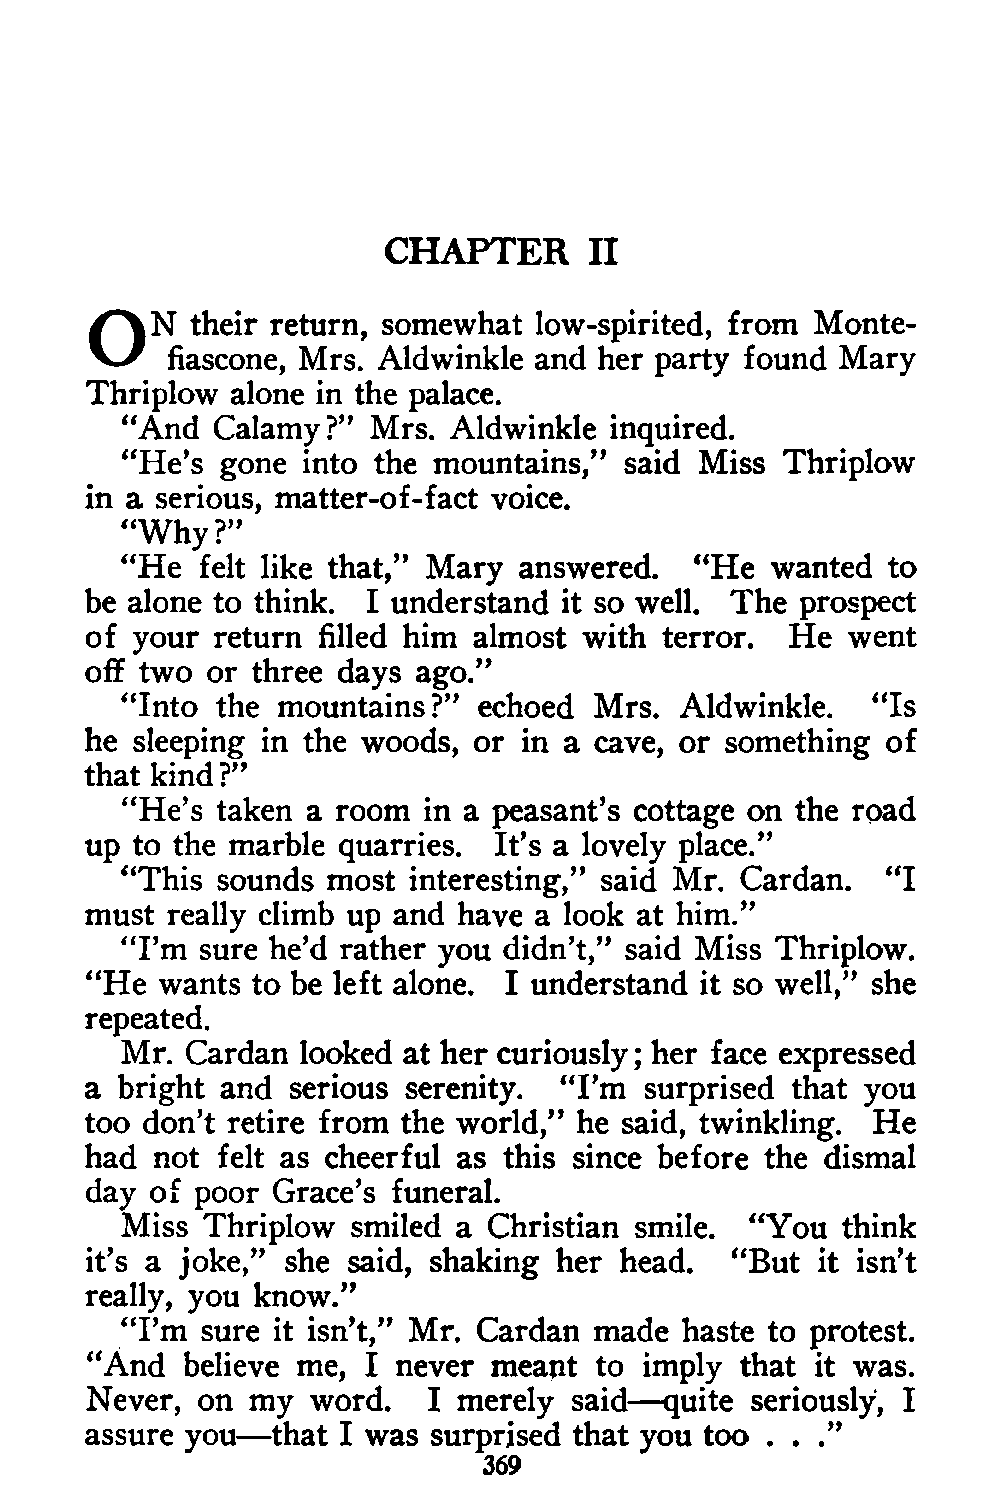 CHAPTER II
ON their return, somewhat low-spirited, from Monte-
fiascone, Mrs. Aldwinkle and her party found Mary
Thriplow alone in the palace.
“And Calamy?” Mrs. Aldwinkle inquired.
“He’s gone into the mountains,” said Miss Thriplow
in a serious, matter-of-fact voice.
“Why?”
“He felt like that,” Mary answered. “He wanted to
be alone to think. I understand it so well. The prospect
of your return filled him almost with terror. He went
off two or three days ago.”
“Into the mountains?” echoed Mrs. Aldwinkle. “Is
he sleeping in the woods, or in a cave, or something of
that kind?”
“He’s taken a room in a peasant’s cottage on the road
up to the marble quarries. It’s a lovely place.”
“This sounds most interesting,” said Mr. Cardan. “I
must really climb up and have a look at him.”
“I’m sure he’d rather you didn’t,” said Miss Thriplow.
“He wants to be left alone. I understand it so well,” she
repeated.
Mr. Cardan looked at her curiously; her face expressed
a bright and serious serenity. “I’m surprised that you
too don’t retire from the world,” he said, twinkling. He
had not felt as cheerful as this since before the dismal
day of poor Grace’s funeral.
Miss Thriplow smiled a Christian smile. “You think
it’s a joke,” she said, shaking her head. “But it isn’t
really, you know.”
“I’m sure it isn’t,” Mr. Cardan made haste to protest.
“And believe me, I never meant to imply that it was.
Never, on my word. I merely said—quite seriously, I
assure you—that I was surprised that you too . . .”
369